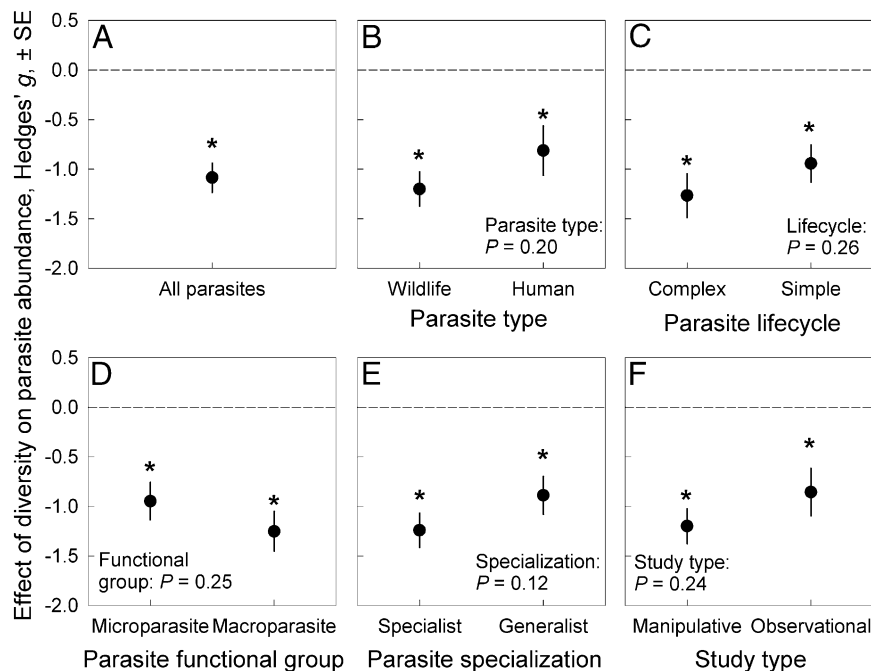 Effect of diversity on parasite abundance, Hedges' g, ± SE
A
0.5
0.0
-0.5
-1.0
-1.5
-2.0
*
All parasites
B
*
*
Parasite type:
P = 0.20
Wildlife Human
Parasite type
C
*
*
Lifecycle:
P = 0.26
Complex Simple
Parasite lifecycle
D
0.5
0.0
-0.5
-1.0
-1.5
-2.0
*
*
Functional
group: P = 0.25
Microparasite Macroparasite
Parasite functional group
E
*
*
Specialization:
P = 0.12
Specialist Generalist
Parasite specialization
F
*
*
Study type:
P = 0.24
Manipulative Observational
Study type